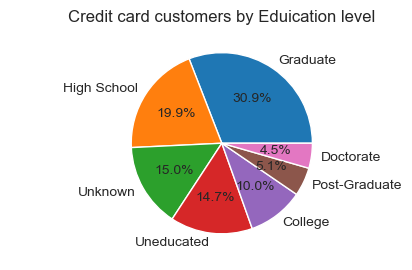 Credit card customers by Eduication level
Graduate
30.9%
High School
19.9%
Unknown
15.0%
Uneducated
14.7%
College
10.0%
Post-Graduate
5.1%
Doctorate
4.5%